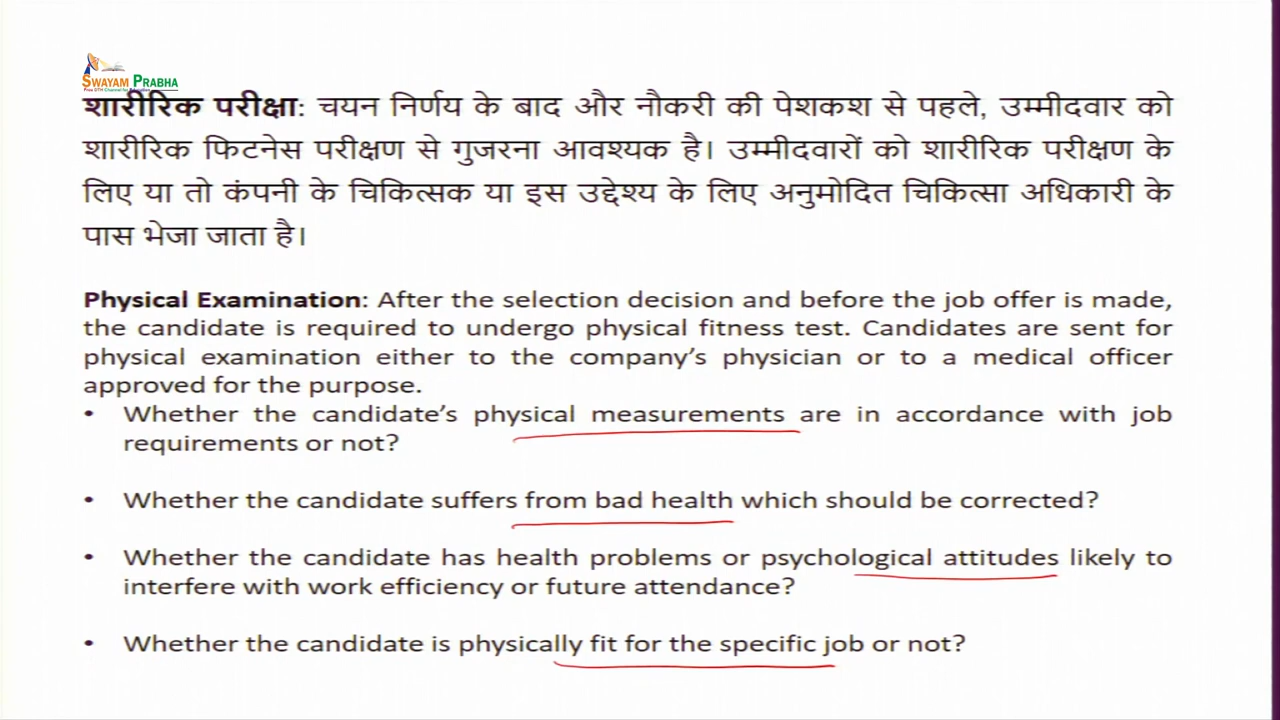 SWAYAM PRABHA
शारीरिक परीक्षा: चयन निर्णय के बाद और नौकरी की पेशकश से पहले, उम्मीदवार को
शारीरिक फिटनेस परीक्षण से गुजरना आवश्यक है। उम्मीदवारों को शारीरिक परीक्षण के
लिए या तो कंपनी के चिकित्सक या इस उद्देश्य के लिए अनुमोदित चिकित्सा अधिकारी के
पास भेजा जाता है।
Physical Examination: After the selection decision and before the job offer is made,
the candidate is required to undergo physical fitness test. Candidates are sent for
physical examination either to the company’s physician or to a medical officer
approved for the purpose.
• Whether the candidate’s physical measurements are in accordance with job
requirements or not?
• Whether the candidate suffers from bad health which should be corrected?
• Whether the candidate has health problems or psychological attitudes likely to
interfere with work efficiency or future attendance?
• Whether the candidate is physically fit for the specific job or not?